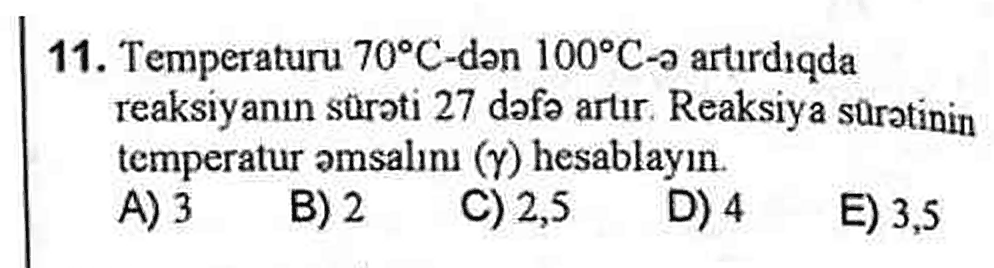 11. Temperaturu 70°C-dən 100°C-ə artırdıqda
reaksiyanın sürəti 27 dəfə artır. Reaksiya sürətinin
temperatur əmsalını (γ) hesablayın.
A) 3 B) 2 C) 2,5 D) 4 E) 3,5